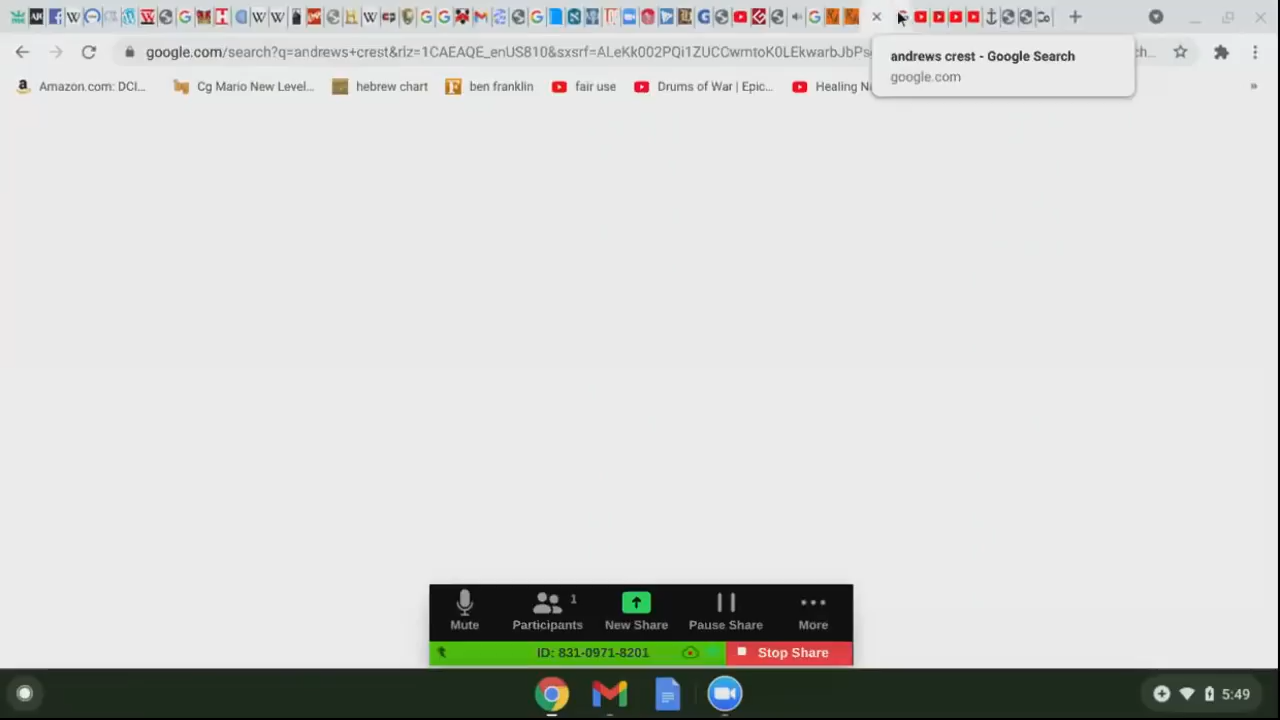 google.com/search?q=andrews+crest&rlz=1CAEAQE_enUS810&sxsrf=ALeKk002PQi1ZUCCwmtoK0LEkwarbJbPs
ch...
andrews crest - Google Search
google.com
Amazon.com: DCI...
Cg Mario New Level...
hebrew chart
ben franklin
fair use
Drums of War | Epic...
Healing N
»
1
Mute
Participants
New Share
Pause Share
More
ID: 831-0971-8201
Stop Share
5:49